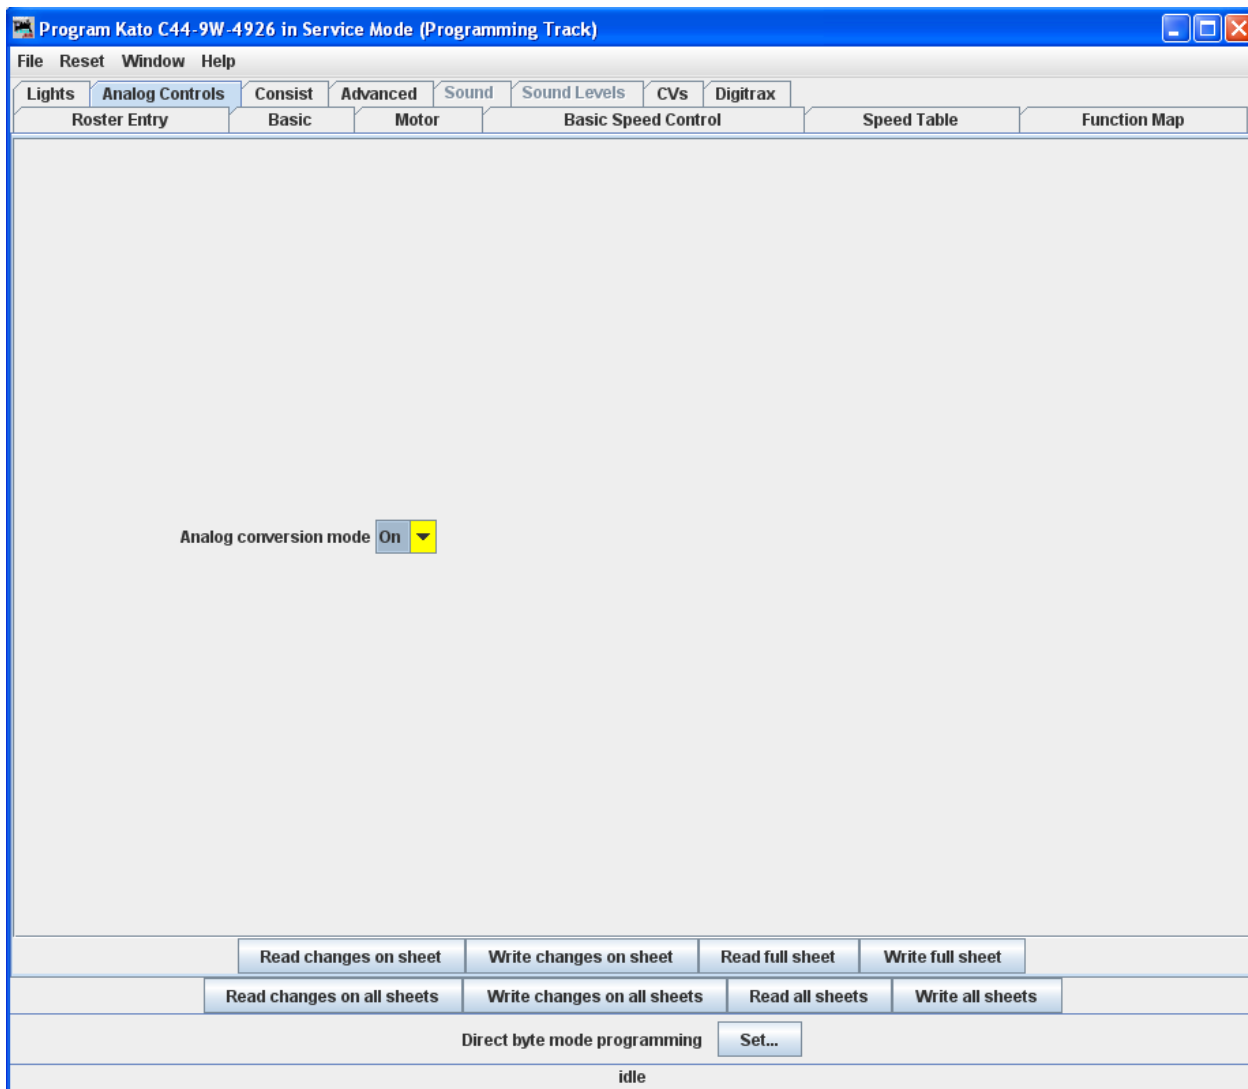 Program Kato C44-9W-4926 in Service Mode (Programming Track)
File Reset Window Help
Lights Analog Controls Consist Advanced Sound Sound Levels CVs Digitrax
Roster Entry Basic Motor Basic Speed Control Speed Table Function Map
Analog conversion mode On
Read changes on sheet Write changes on sheet Read full sheet Write full sheet
Read changes on all sheets Write changes on all sheets Read all sheets Write all sheets
Direct byte mode programming Set...
idle